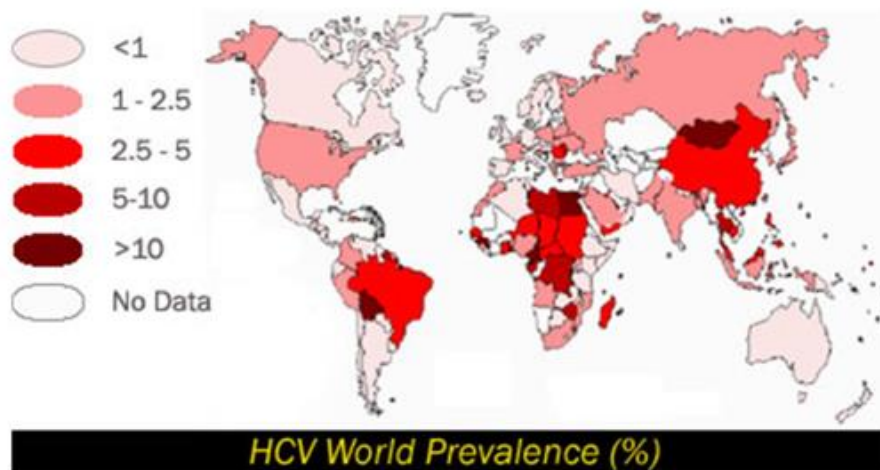 <1
1 - 2.5
2.5 - 5
5-10
>10
No Data
HCV World Prevalence (%)